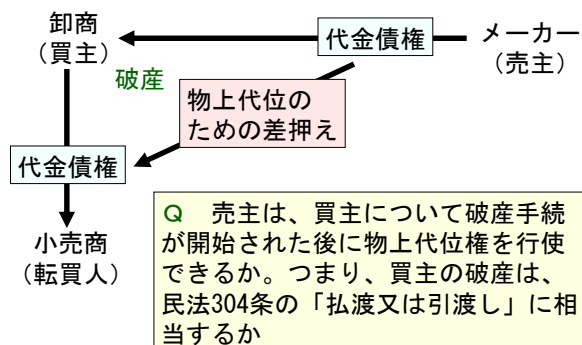 卸商
（買主）
代金債権
メーカー
（売主）
破産
物上代位の
ための差押え
代金債権
小売商
（転買人）
Ｑ　売主は、買主について破産手続
が開始された後に物上代位権を行使
できるか。つまり、買主の破産は、
民法304条の「払渡又は引渡し」に相
当するか